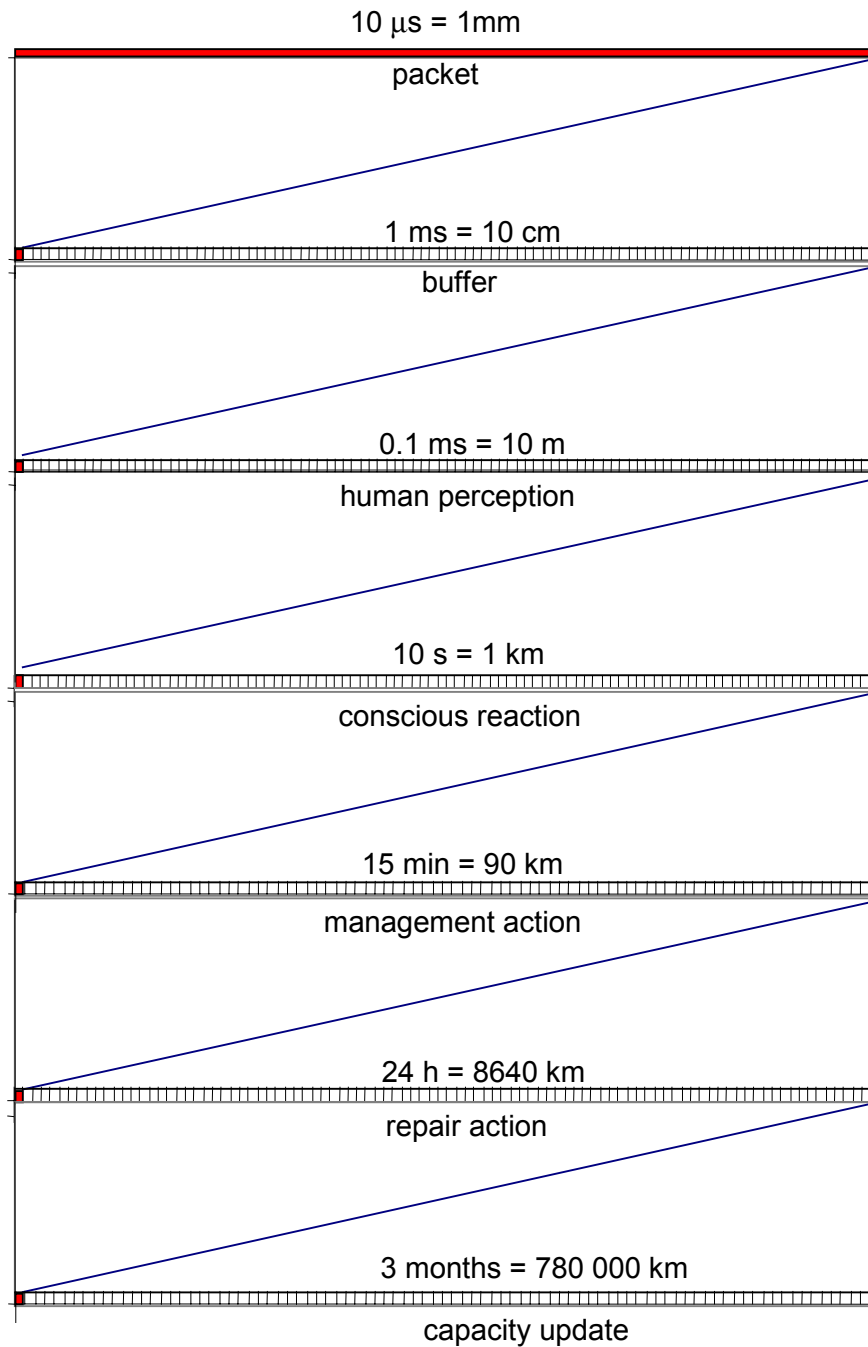 10 μs = 1mm
packet
1 ms = 10 cm
buffer
0.1 ms = 10 m
human perception
10 s = 1 km
conscious reaction
15 min = 90 km
management action
24 h = 8640 km
repair action
3 months = 780 000 km
capacity update